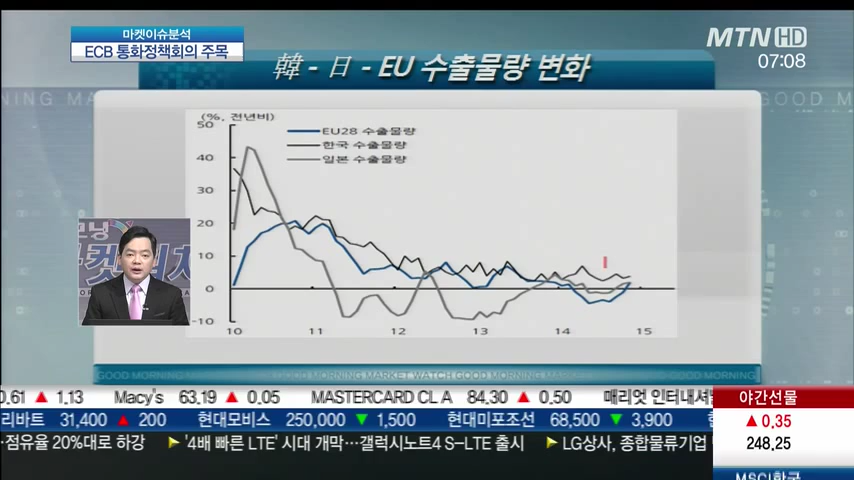 마켓이슈분석
ECB 통화정책회의 주목
MTN HD
07:08
韓 - 日 - EU 수출물량 변화
(%, 전년비)
EU28 수출물량
한국 수출물량
일본 수출물량
50
40
30
20
10
0
-10
10 11 12 13 14 15
GOOD MORNING MARKET WATCH GOOD MORNING
0.61 ▲ 1.13 Macy's 63.19 ▲ 0.05 MASTERCARD CL A 84.30 ▲ 0.50 매리엇 인터내셔
리바트 31,400 ▲ 200 현대모비스 250,000 ▼ 1,500 현대미포조선 68,500 ▼ 3,900
점유율 20%대로 하강 ▶ '4배 빠른 LTE' 시대 개막…갤럭시노트4 S-LTE 출시 ▶ LG상사, 종합물류기업
야간선물
▲ 0.35
248.25
MSCI한국